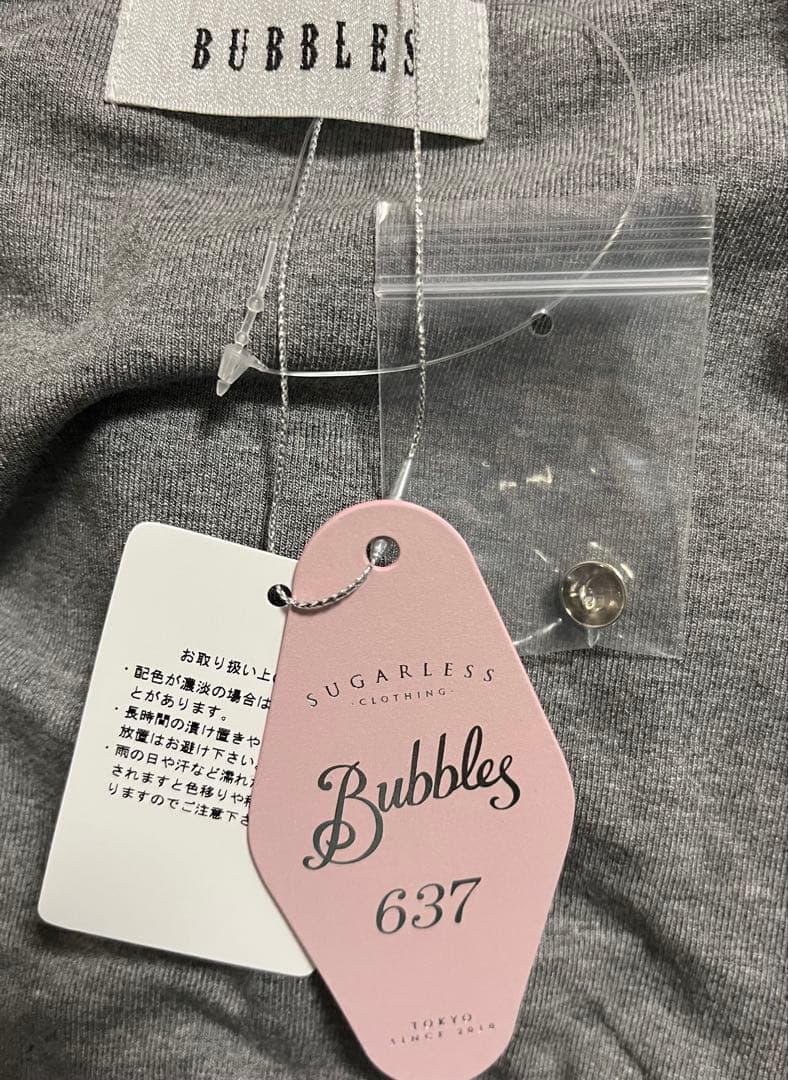 BUBBLES
お取り扱い上の
・配色が濃淡の場合は
とがあります。
・長時間の漬け置きや
放置はお避け下さい。
・雨の日や汗など濡れた
されますと色移りや
りますのでご注意下さ
SUGARLESS
·CLOTHING·
Bubbles
637
TOKYO
SINCE 2010